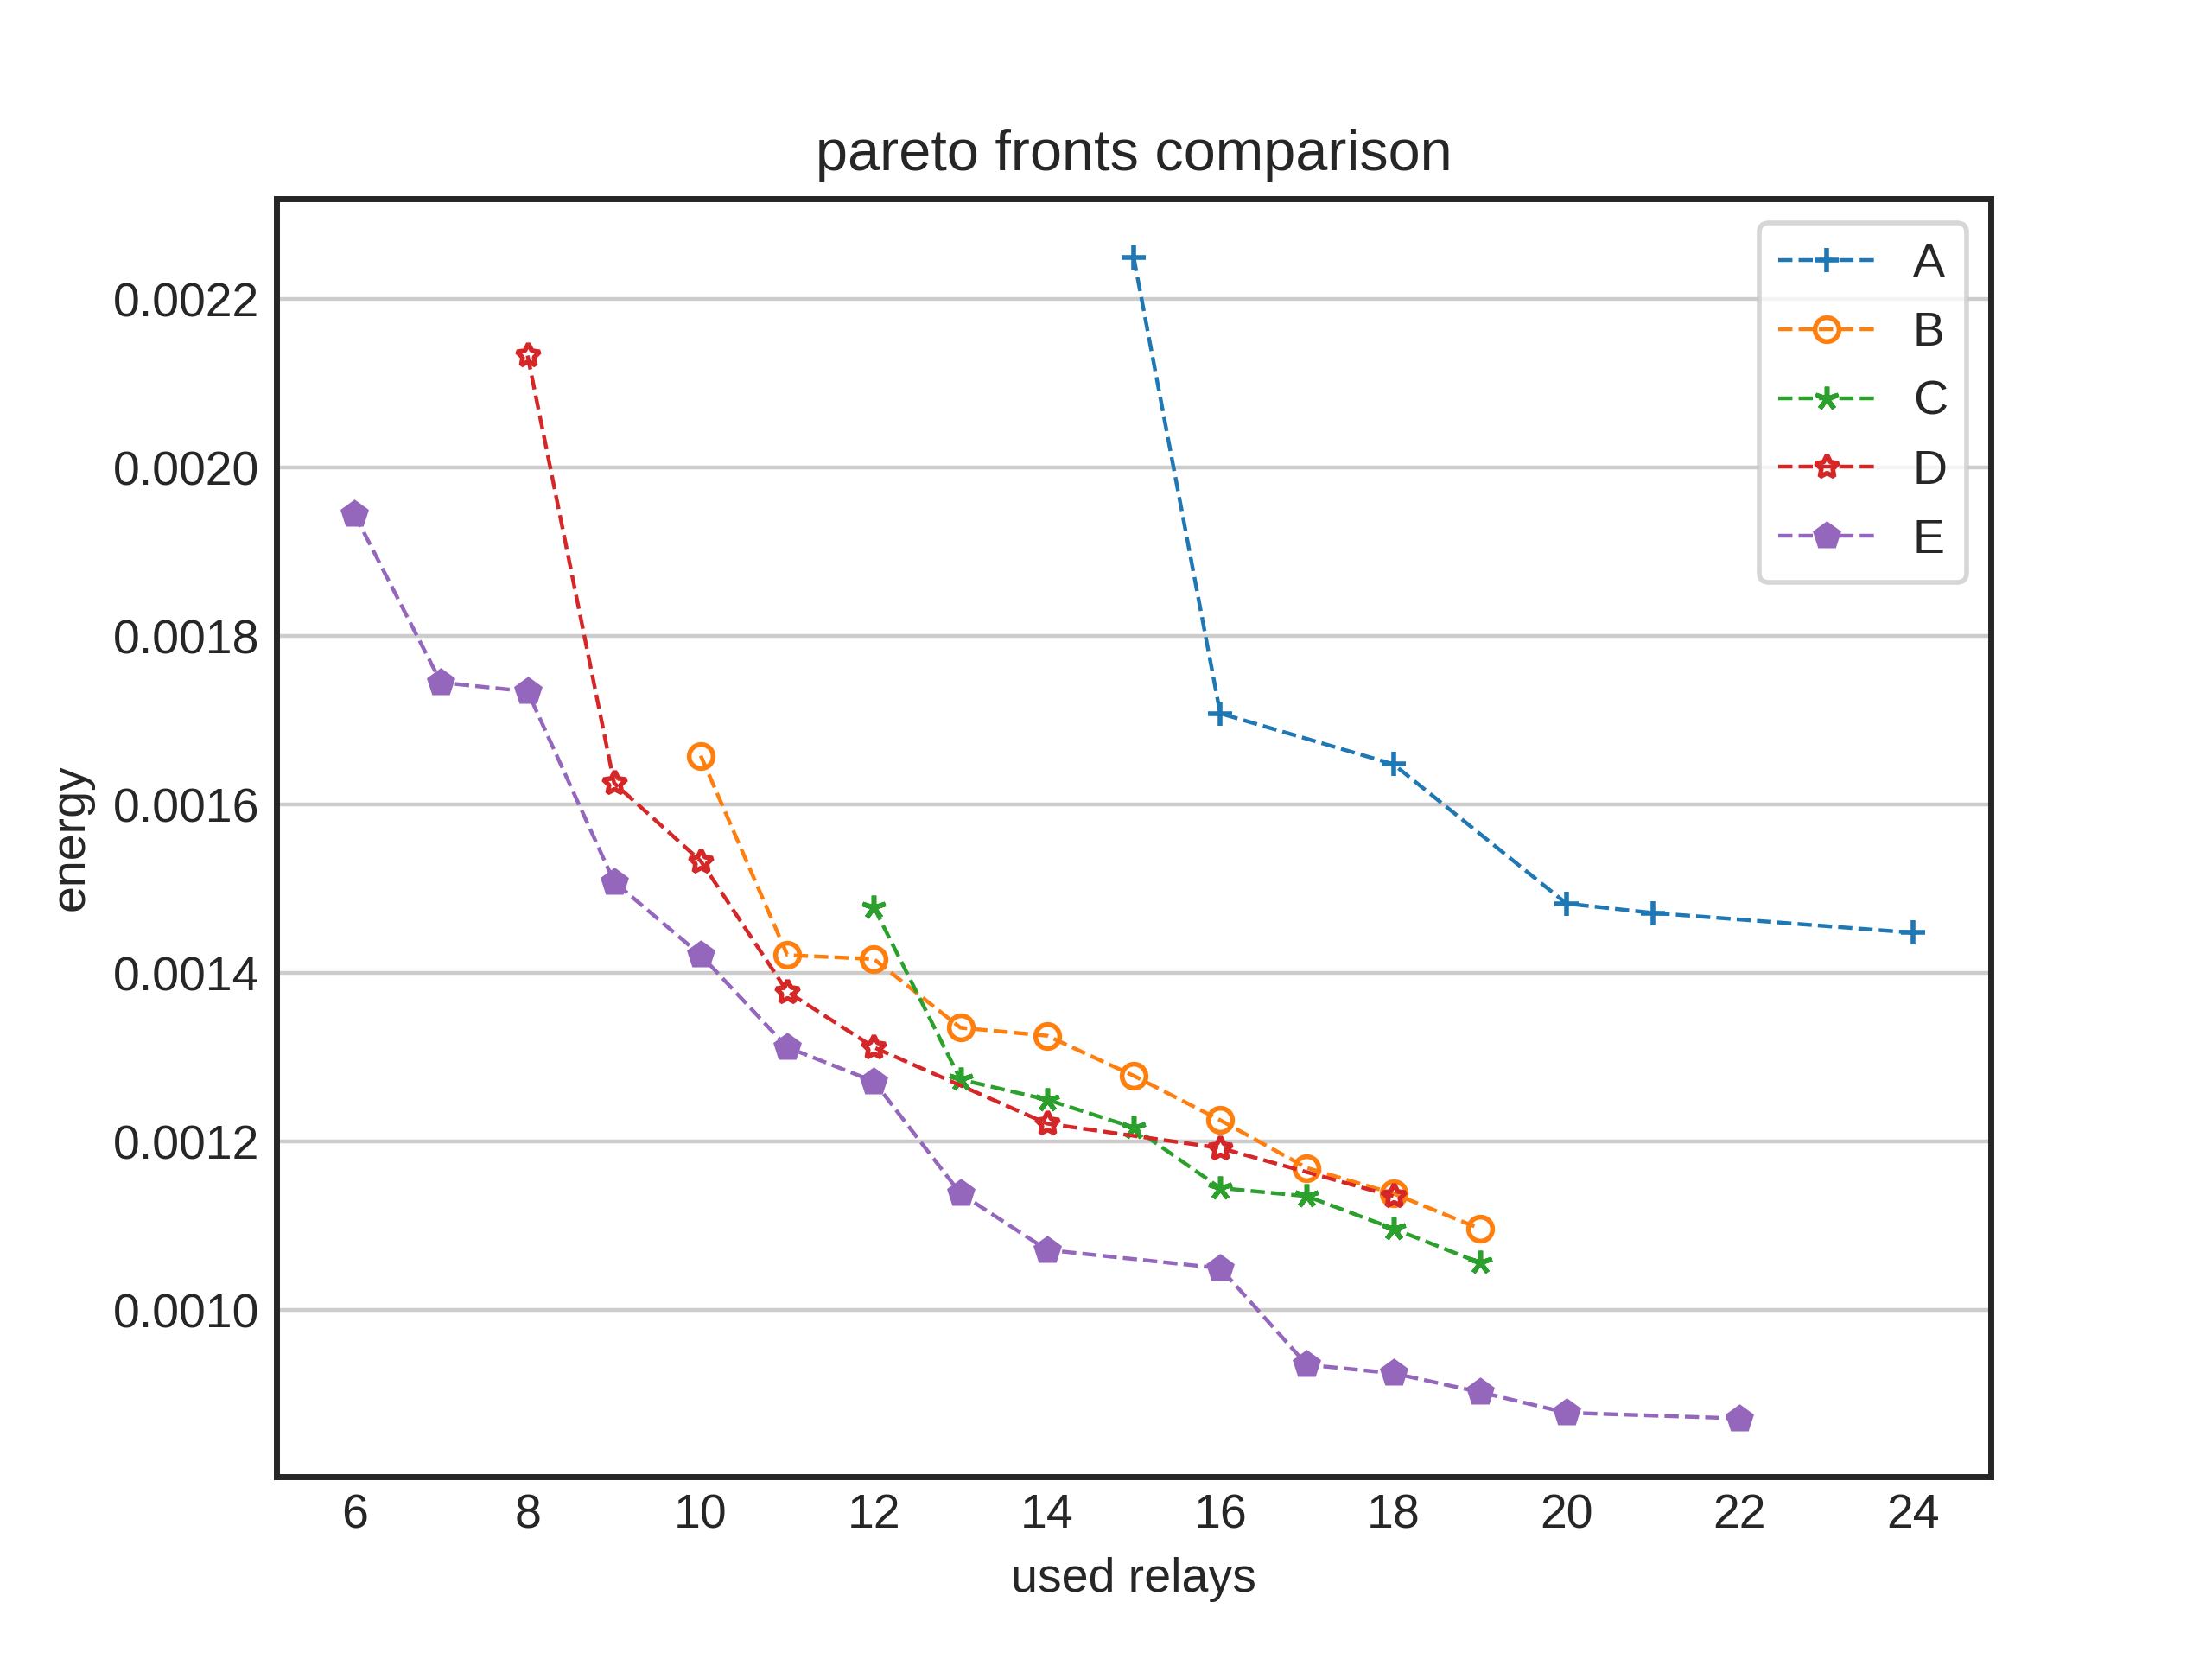 pareto fronts comparison
A
B
C
D
E
0.0022
0.0020
0.0018
0.0016
0.0014
0.0012
0.0010
energy
6 8 10 12 14 16 18 20 22 24
used relays